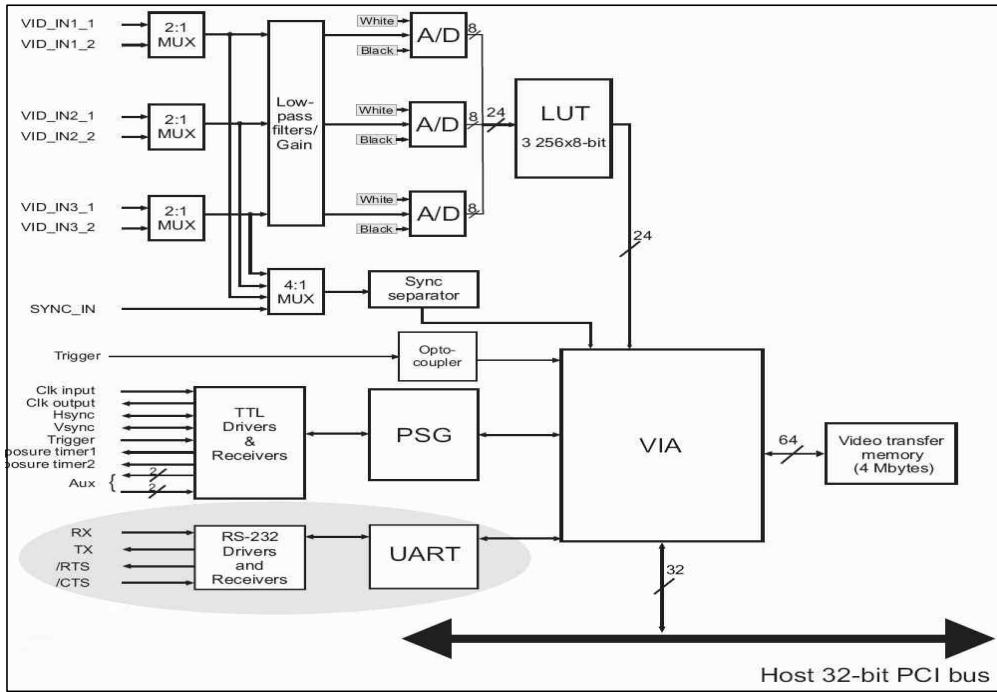 VID_IN1_1
VID_IN1_2
2:1
MUX
VID_IN2_1
VID_IN2_2
2:1
MUX
VID_IN3_1
VID_IN3_2
2:1
MUX
Low-
pass
filters/
Gain
White
Black
A/D
8
White
Black
A/D
8
White
Black
A/D
8
24
LUT
3 256x8-bit
24
SYNC_IN
4:1
MUX
Sync
separator
Trigger
Opto-
coupler
Clk input
Clk output
Hsync
Vsync
Trigger
posure timer1
posure timer2
Aux {
2
2
TTL
Drivers
&
Receivers
PSG
VIA
64
Video transfer
memory
(4 Mbytes)
RX
TX
/RTS
/CTS
RS-232
Drivers
and
Receivers
UART
32
Host 32-bit PCI bus